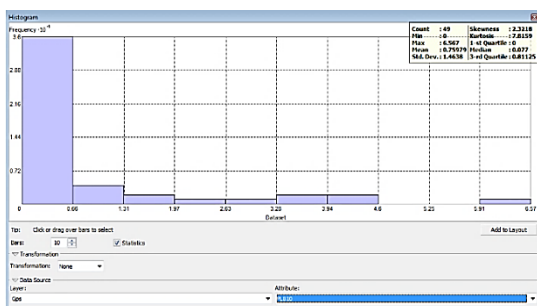 Histogram
Frequency ·10⁻¹
Count : 49 Skewness : 2.3218
Min : 0 Kurtosis : 7.8159
Max : 6.567 1-st Quartile : 0
Mean : 0.75979 Median : 0.077
Std. Dev. : 1.4638 3-rd Quartile : 0.81125
3.6
2.88
2.16
1.44
0.72
0 0.66 1.31 1.97 2.63 3.28 3.94 4.6 5.25 5.91 6.57
Dataset
Tip: Click or drag over bars to select Add to Layout
Bars: 10 Statistics
Transformation
Transformation: None
Data Source
Layer: Attribute:
Gps